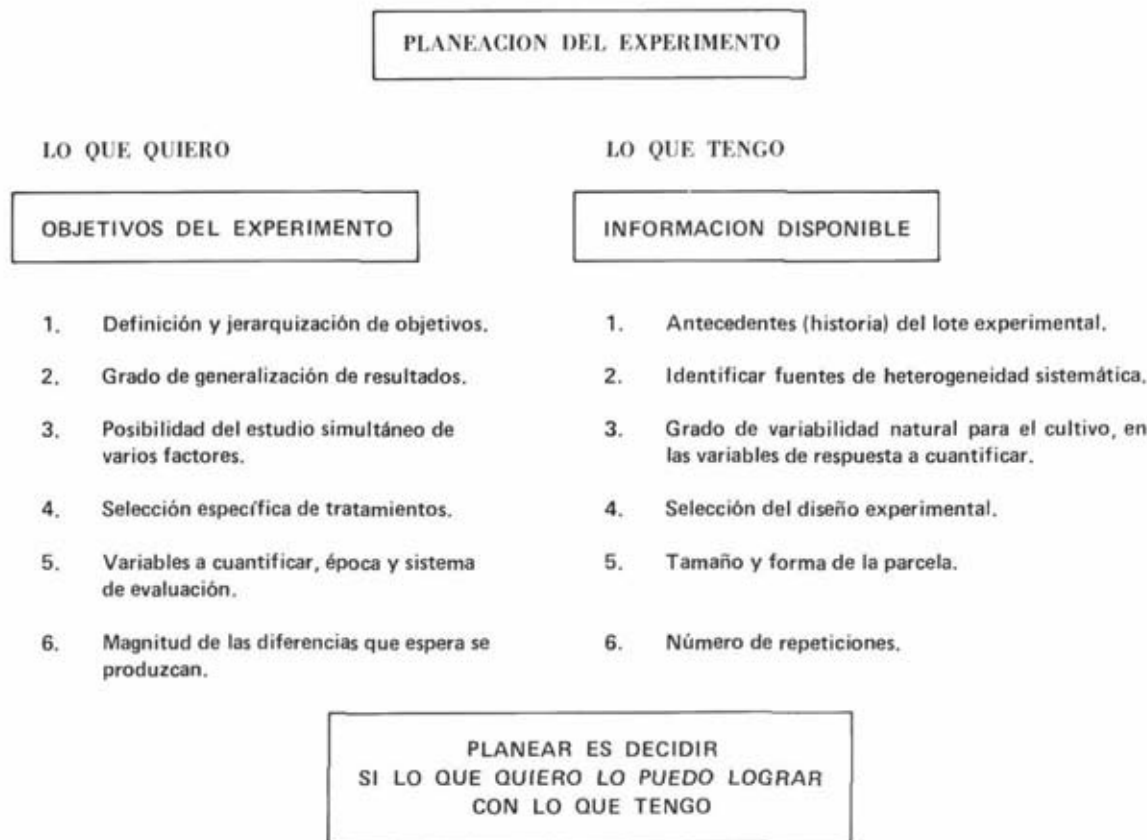 PLANEACION DEL EXPERIMENTO
LO QUE QUIERO
OBJETIVOS DEL EXPERIMENTO
1. Definición y jerarquización de objetivos.
2. Grado de generalización de resultados.
3. Posibilidad del estudio simultáneo de
varios factores.
4. Selección específica de tratamientos.
5. Variables a cuantificar, época y sistema
de evaluación.
6. Magnitud de las diferencias que espera se
produzcan.
LO QUE TENGO
INFORMACION DISPONIBLE
1. Antecedentes (historia) del lote experimental.
2. Identificar fuentes de heterogeneidad sistemática.
3. Grado de variabilidad natural para el cultivo, en
las variables de respuesta a cuantificar.
4. Selección del diseño experimental.
5. Tamaño y forma de la parcela.
6. Número de repeticiones.
PLANEAR ES DECIDIR
SI LO QUE QUIERO LO PUEDO LOGRAR
CON LO QUE TENGO